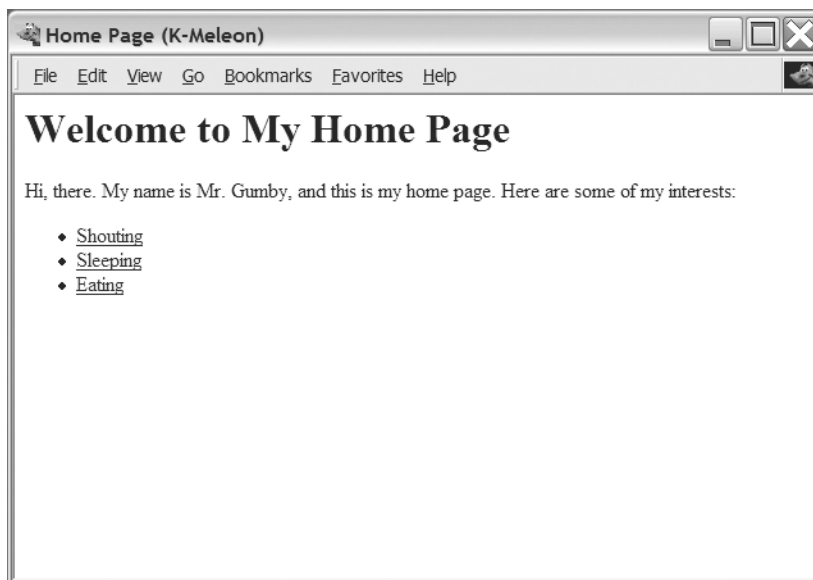 Home Page (K-Meleon)
File Edit View Go Bookmarks Favorites Help
Welcome to My Home Page
Hi, there. My name is Mr. Gumby, and this is my home page. Here are some of my interests:
Shouting
Sleeping
Eating